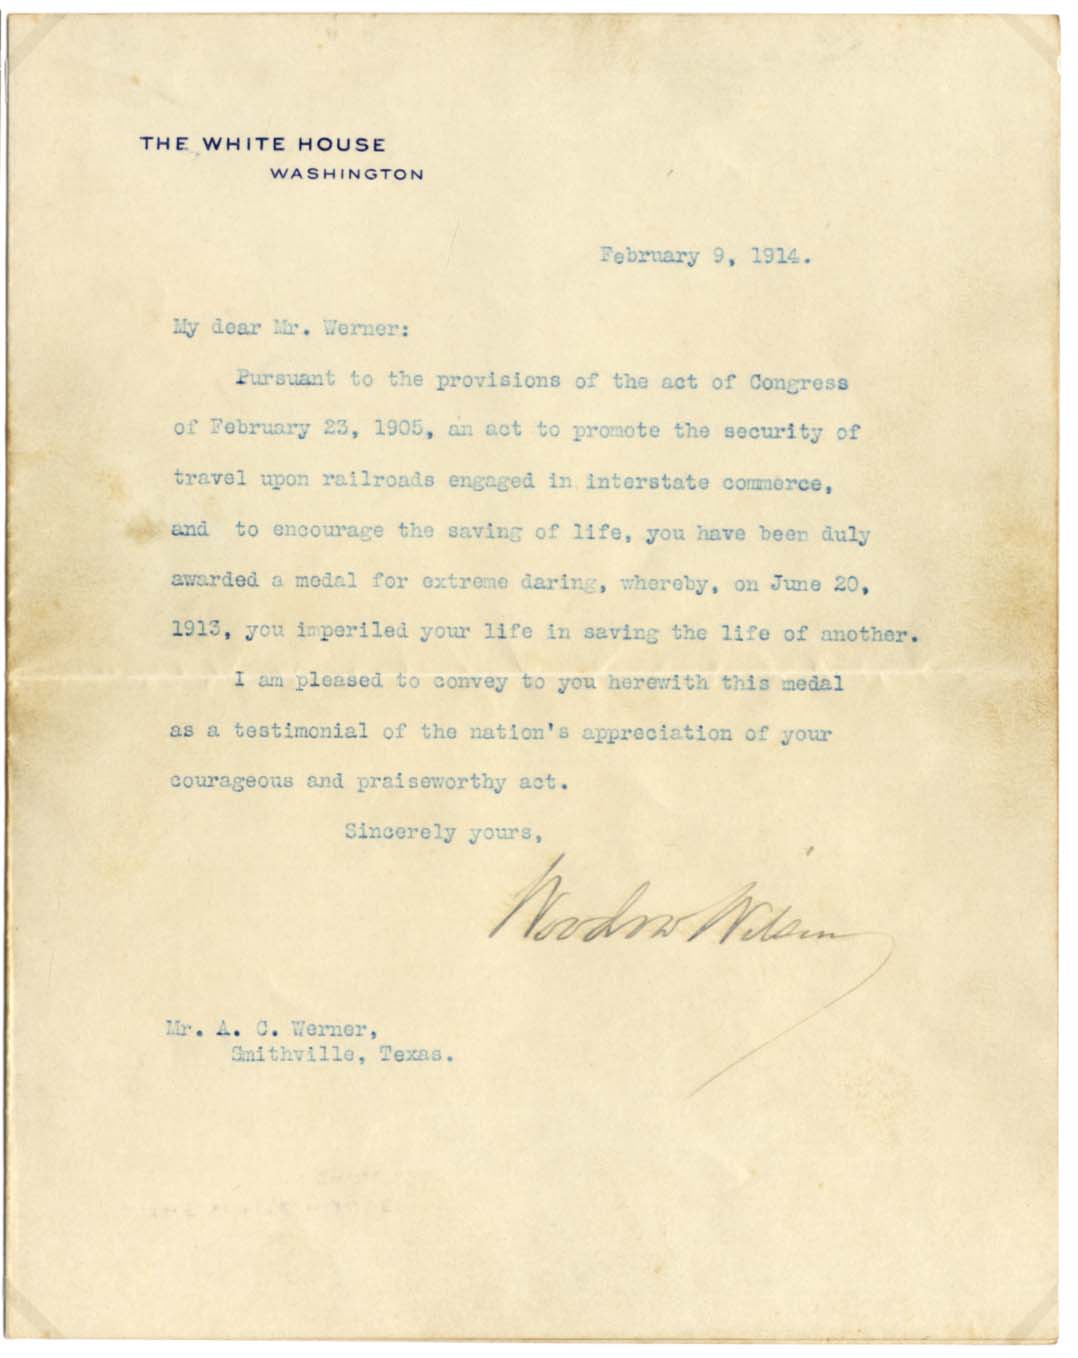 THE WHITE HOUSE
WASHINGTON
February 9, 1914.
My dear Mr. Werner:
Pursuant to the provisions of the act of Congress
of February 23, 1905, an act to promote the security of
travel upon railroads engaged in interstate commerce,
and to encourage the saving of life, you have been duly
awarded a medal for extreme daring, whereby, on June 20,
1913, you imperiled your life in saving the life of another.
I am pleased to convey to you herewith this medal
as a testimonial of the nation's appreciation of your
courageous and praiseworthy act.
Sincerely yours,
Woodrow Wilson
Mr. A. C. Werner,
Smithville, Texas.